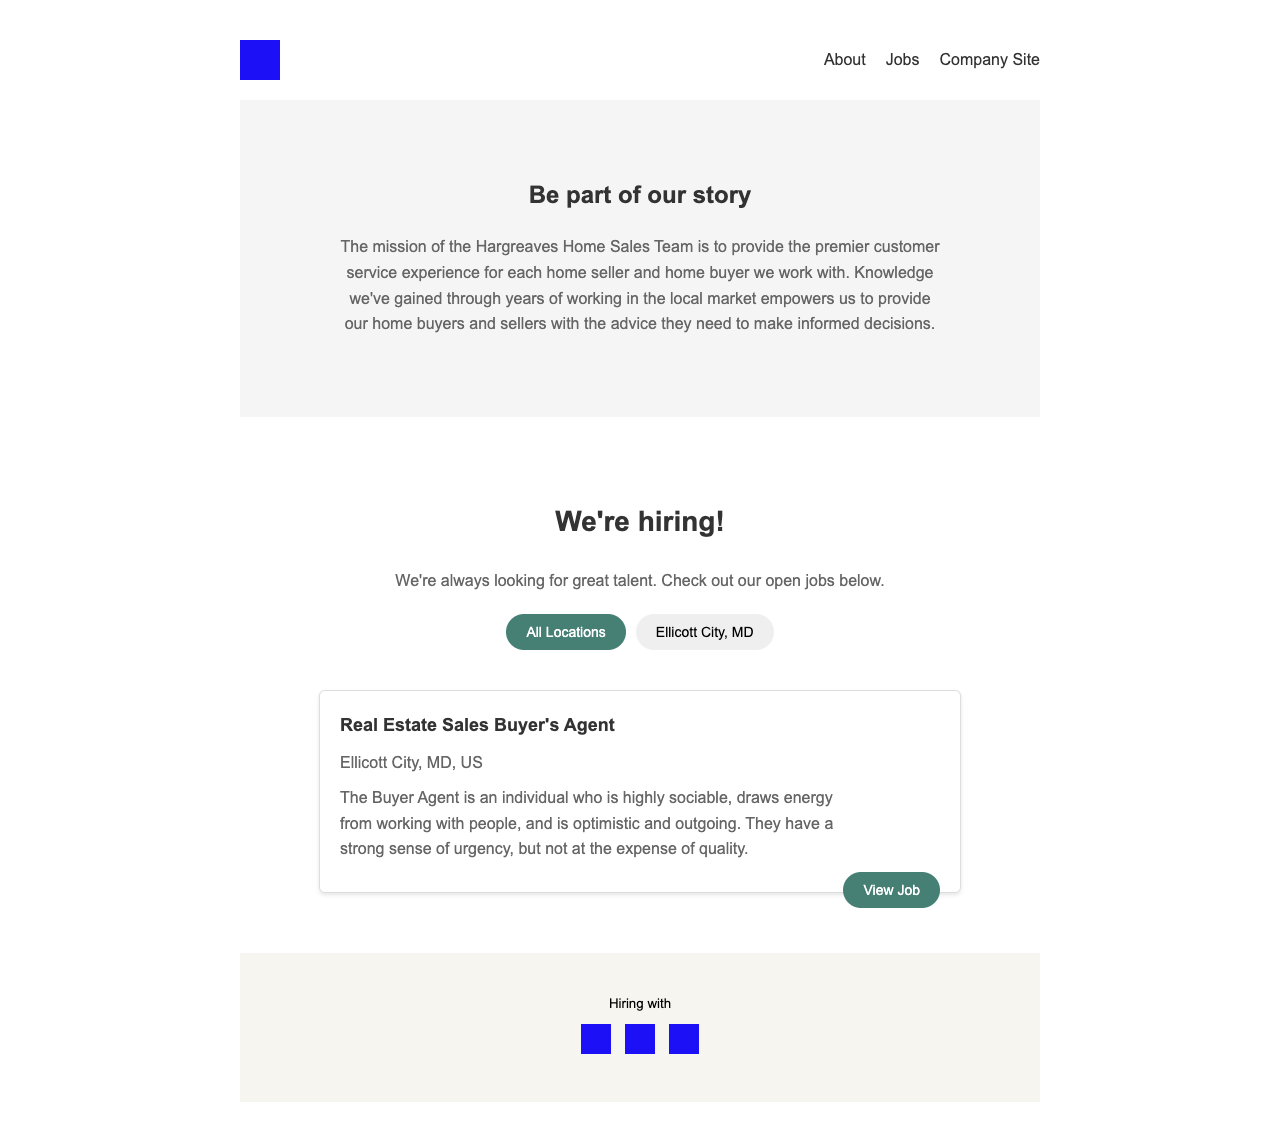 About Jobs Company Site
Be part of our story
The mission of the Hargreaves Home Sales Team is to provide the premier customer
service experience for each home seller and home buyer we work with. Knowledge
we've gained through years of working in the local market empowers us to provide
our home buyers and sellers with the advice they need to make informed decisions.
We're hiring!
We're always looking for great talent. Check out our open jobs below.
All Locations Ellicott City, MD
Real Estate Sales Buyer's Agent
Ellicott City, MD, US
The Buyer Agent is an individual who is highly sociable, draws energy
from working with people, and is optimistic and outgoing. They have a
strong sense of urgency, but not at the expense of quality.
View Job
Hiring with